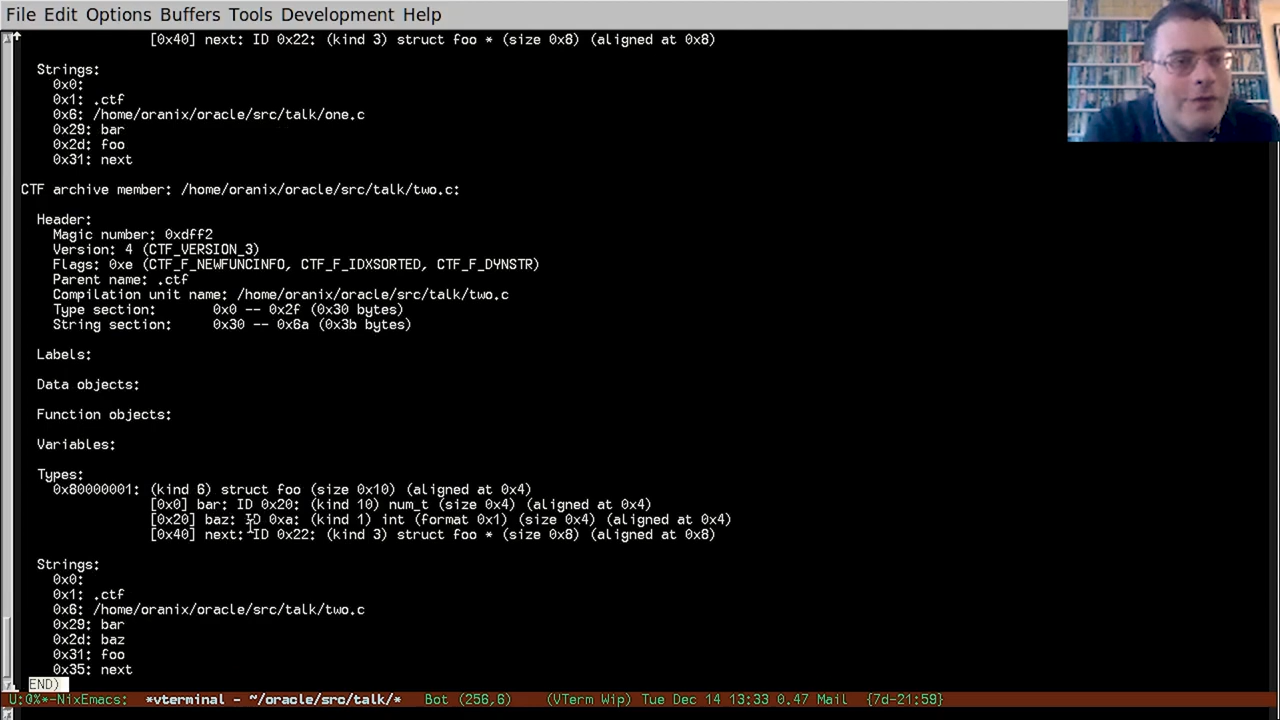 File Edit Options Buffers Tools Development Help
[0x40] next: ID 0x22: (kind 3) struct foo * (size 0x8) (aligned at 0x8)
Strings:
0x0:
0x1: .ctf
0x6: /home/oranix/oracle/src/talk/one.c
0x29: bar
0x2d: foo
0x31: next
CTF archive member: /home/oranix/oracle/src/talk/two.c:
Header:
Magic number: 0xdff2
Version: 4 (CTF_VERSION_3)
Flags: 0xe (CTF_F_NEWFUNCINFO, CTF_F_IDXSORTED, CTF_F_DYNSTR)
Parent name: .ctf
Compilation unit name: /home/oranix/oracle/src/talk/two.c
Type section: 0x0 -- 0x2f (0x30 bytes)
String section: 0x30 -- 0x6a (0x3b bytes)
Labels:
Data objects:
Function objects:
Variables:
Types:
0x80000001: (kind 6) struct foo (size 0x10) (aligned at 0x4)
[0x0] bar: ID 0x20: (kind 10) num_t (size 0x4) (aligned at 0x4)
[0x20] baz: ID 0xa: (kind 1) int (format 0x1) (size 0x4) (aligned at 0x4)
[0x40] next: ID 0x22: (kind 3) struct foo * (size 0x8) (aligned at 0x8)
Strings:
0x0:
0x1: .ctf
0x6: /home/oranix/oracle/src/talk/two.c
0x29: bar
0x2d: baz
0x31: foo
0x35: next
END)
U:0%*-NixEmacs: *vterminal - ~/oracle/src/talk/* Bot (256,6) (VTerm Wip) Tue Dec 14 13:33 0.47 Mail {7d-21:59}